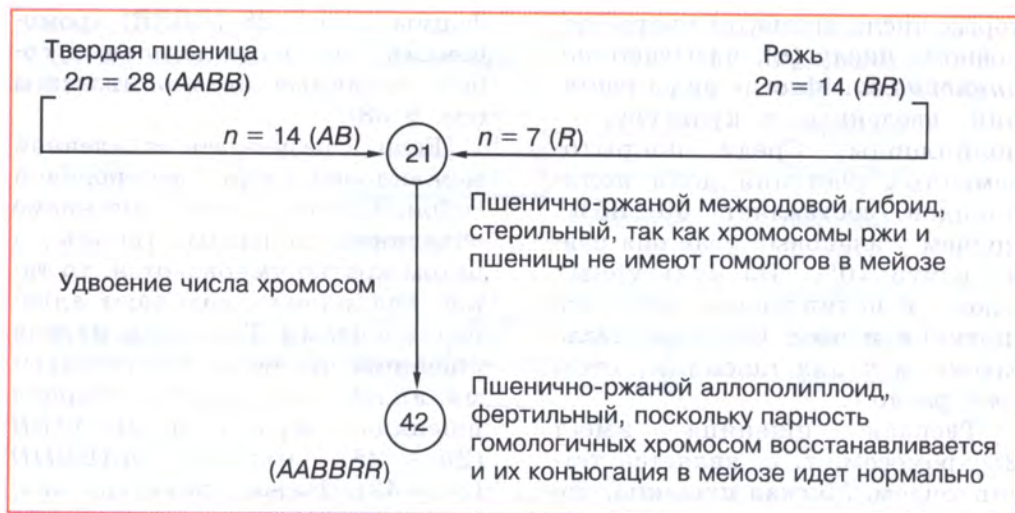 Твердая пшеница
2n = 28 (AABB)
Рожь
2n = 14 (RR)
n = 14 (AB)
21
n = 7 (R)
Пшенично-ржаной межродовой гибрид,
стерильный, так как хромосомы ржи и
пшеницы не имеют гомологов в мейозе
Удвоение числа хромосом
42
(AABBRR)
Пшенично-ржаной аллополиплоид,
фертильный, поскольку парность
гомологичных хромосом восстанавливается
и их конъюгация в мейозе идет нормально